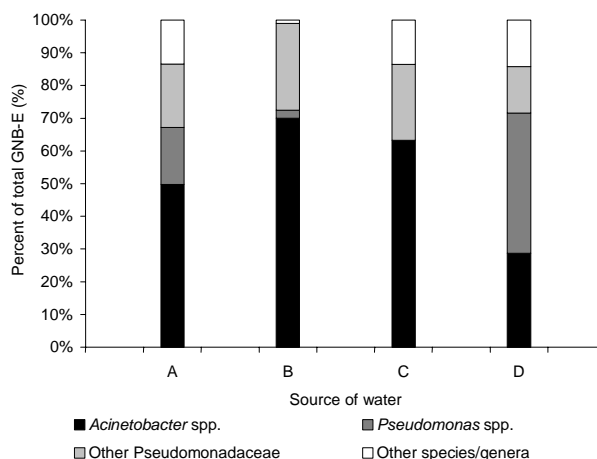 100%
90%
80%
70%
60%
50%
40%
30%
20%
10%
0%
Percent of total GNB-E (%)
A B C D
Source of water
Acinetobacter spp. Pseudomonas spp.
Other Pseudomonadaceae Other species/genera